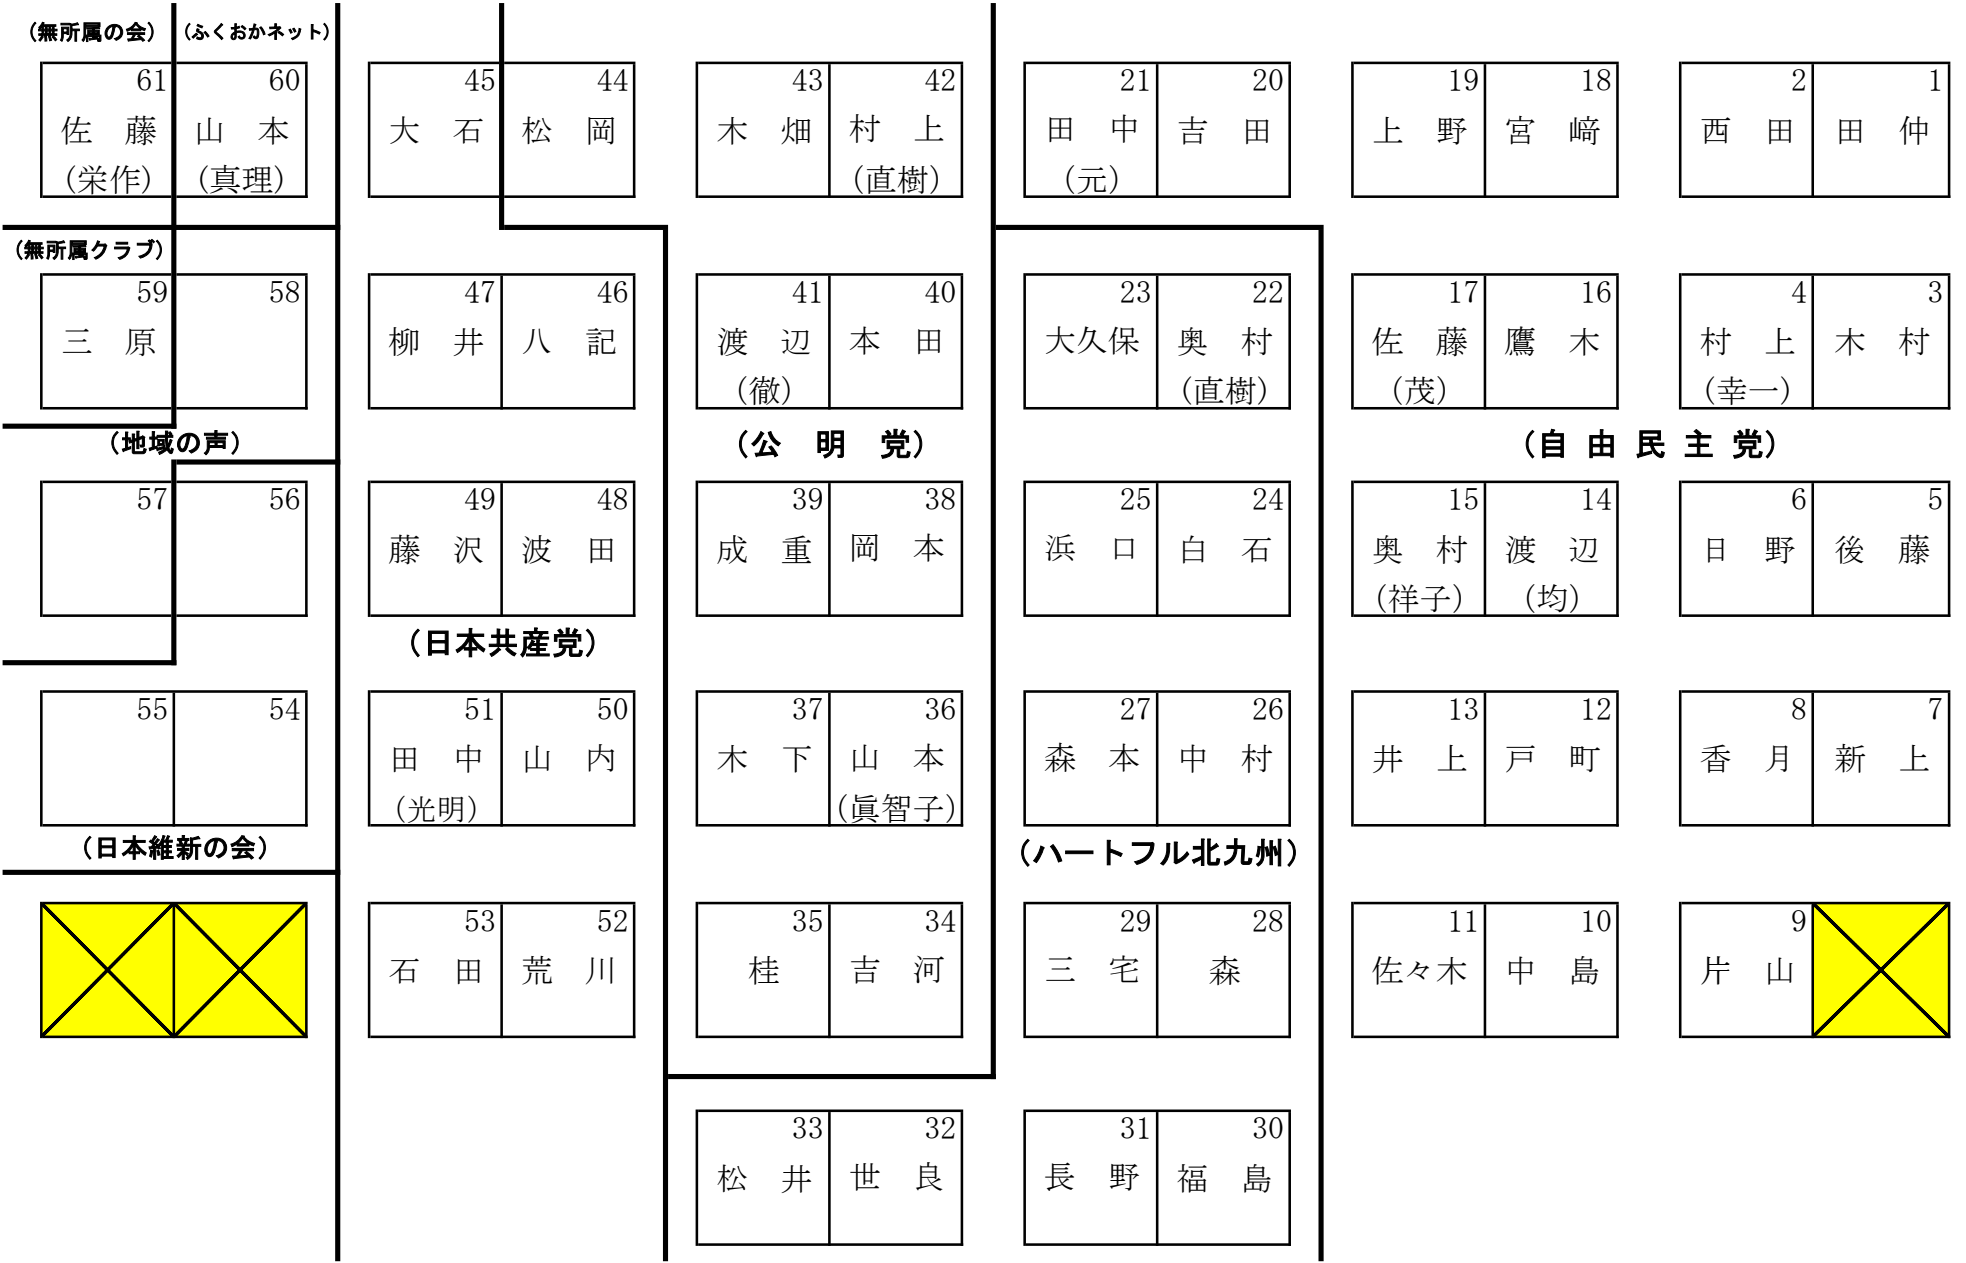 (無所属の会) (ふくおかネット)
61 60 45 44 43 42 21 20 19 18 2 1
佐藤 山本 大石 松岡 木畑 村上 田中 吉田 上野 宮﨑 西田 田仲
(栄作) (真理) (直樹) (元)
(無所属クラブ)
59 58 47 46 41 40 23 22 17 16 4 3
三原 柳井 八記 渡辺 本田 大久保 奥村 佐藤 鷹木 村上 木村
(徹) (直樹) (茂) (幸一)
(地域の声) (公明党) (自由民主党)
57 56 49 48 39 38 25 24 15 14 6 5
藤沢 波田 成重 岡本 浜口 白石 奥村 渡辺 日野 後藤
(祥子) (均)
(日本共産党)
55 54 51 50 37 36 27 26 13 12 8 7
田中 山内 木下 山本 森本 中村 井上 戸町 香月 新上
(光明) (眞智子)
(日本維新の会) (ハートフル北九州)
53 52 35 34 29 28 11 10 9
石田 荒川 桂 吉河 三宅 森 佐々木 中島 片山
33 32 31 30
松井 世良 長野 福島